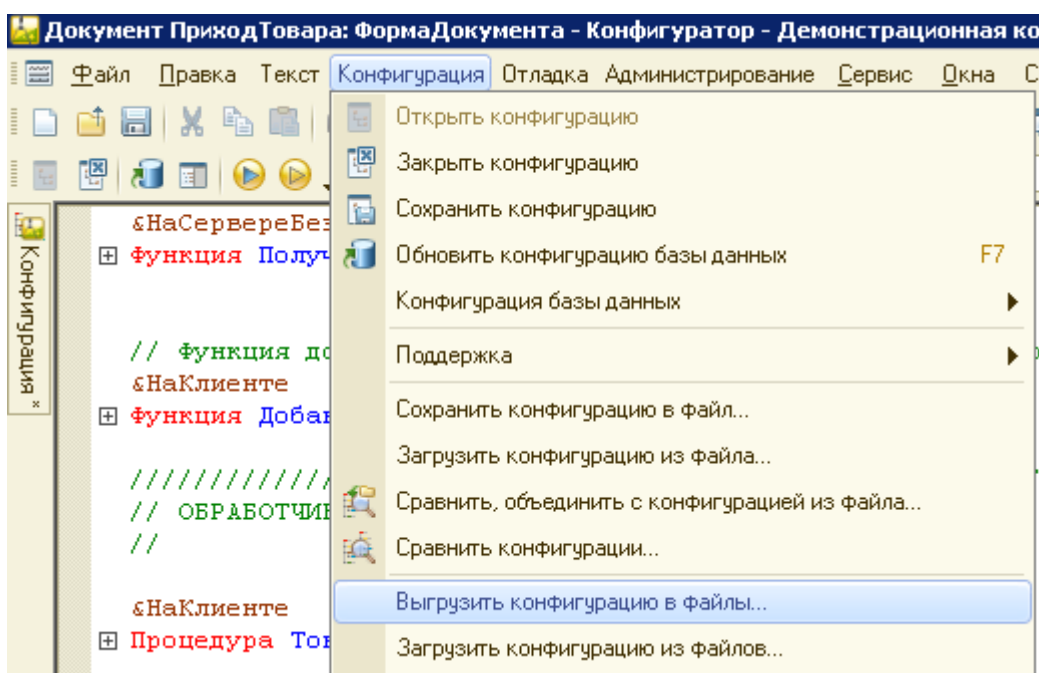 Документ ПриходТовара: ФормаДокумента - Конфигуратор - Демонстрационная
Файл Правка Текст Конфигурация Отладка Администрирование Сервис Окна
Открыть конфигурацию
Закрыть конфигурацию
Сохранить конфигурацию
Обновить конфигурацию базы данных F7
Конфигурация базы данных
Поддержка
Сохранить конфигурацию в файл...
Загрузить конфигурацию из файла...
Сравнить, объединить с конфигурацией из файла...
Сравнить конфигурации...
Выгрузить конфигурацию в файлы...
Загрузить конфигурацию из файлов...
Конфигурация *
&НаСервереБез
Функция Получ
// Функция до
&НаКлиенте
Функция Добав
/////////////
// ОБРАБОТЧИК
//
&НаКлиенте
Процедура Тов